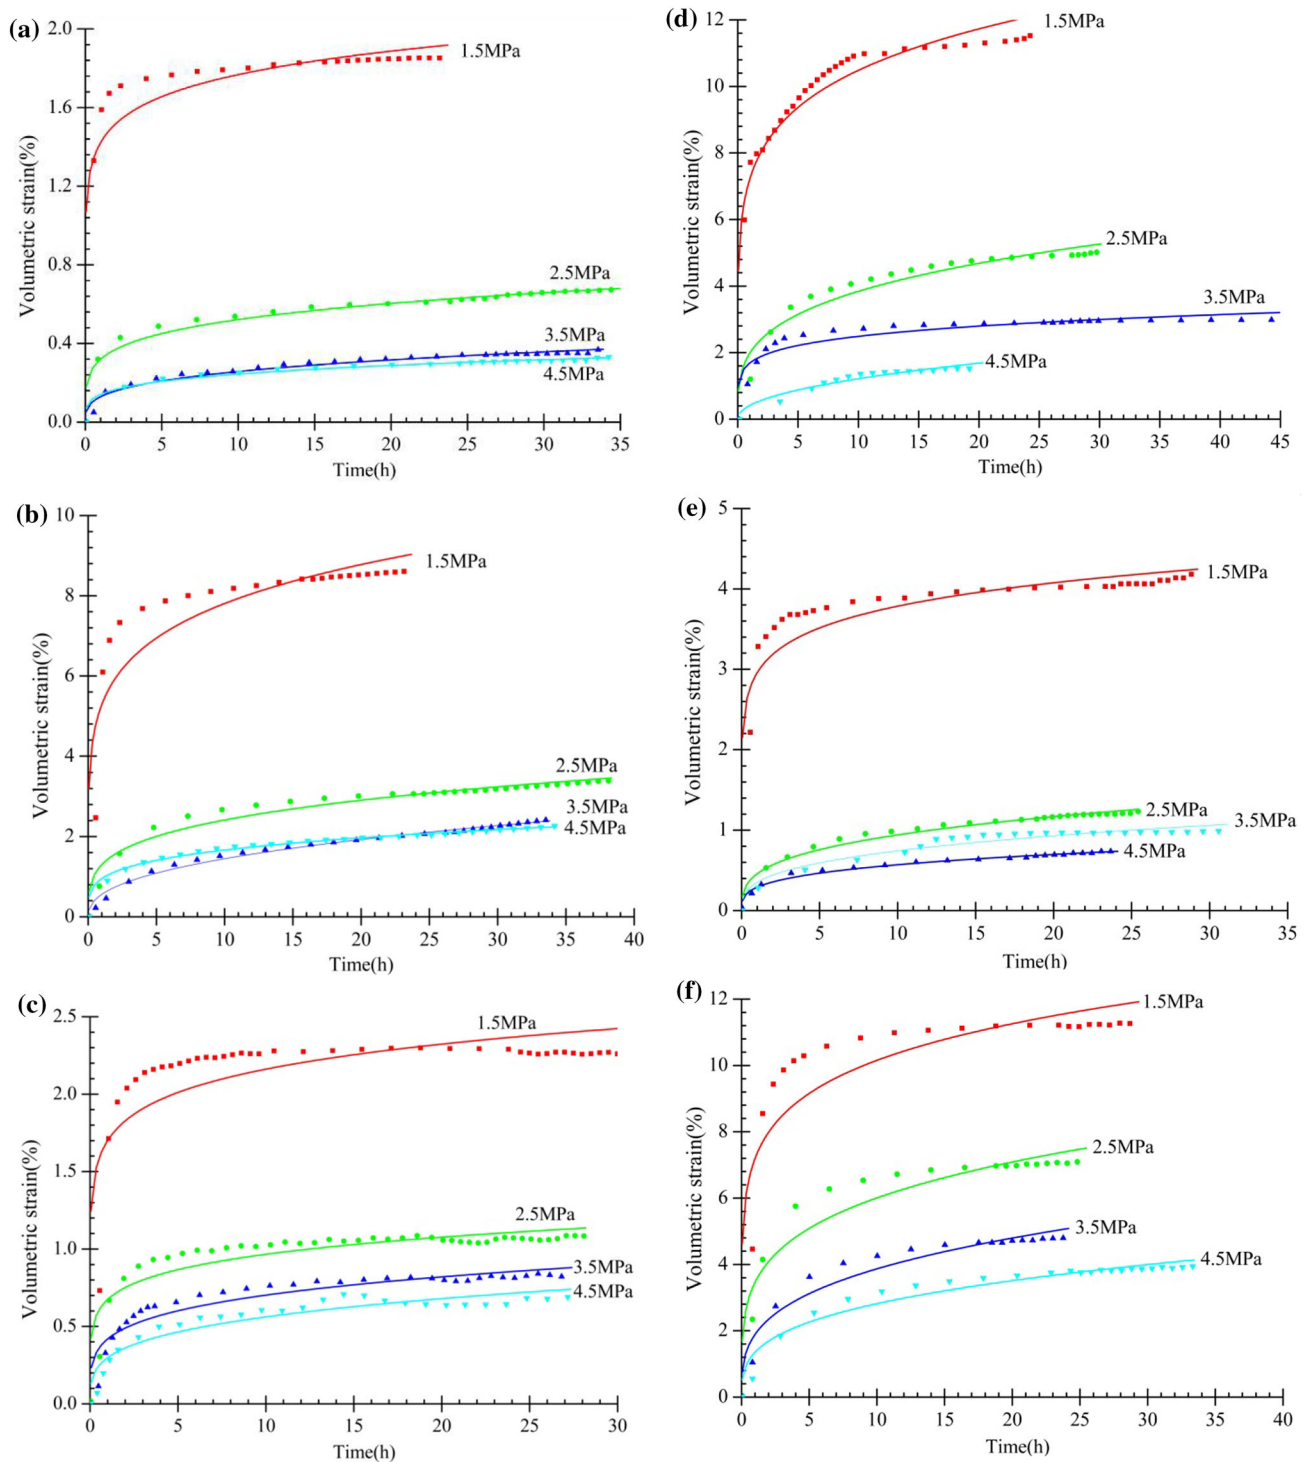 (a)
2.0
1.6
1.2
0.8
0.4
0.0
Volumetric strain(%)
1.5MPa
2.5MPa
3.5MPa
4.5MPa
0 5 10 15 20 25 30 35
Time(h)
(d)
12
10
8
6
4
2
0
Volumetric strain(%)
1.5MPa
2.5MPa
3.5MPa
4.5MPa
0 5 10 15 20 25 30 35 40 45
Time(h)
(b)
10
8
6
4
2
0
Volumetric strain(%)
1.5MPa
2.5MPa
3.5MPa
4.5MPa
0 5 10 15 20 25 30 38 40
Time(h)
(e)
5
4
3
2
1
0
Volumetric strain(%)
1.5MPa
2.5MPa
3.5MPa
4.5MPa
0 5 10 15 20 25 30 35
Time(h)
(c)
2.5
2.0
1.5
1.0
0.5
0.0
Volumetric strain(%)
1.5MPa
2.5MPa
3.5MPa
4.5MPa
0 5 10 15 20 25 30
Time(h)
(f)
12
10
8
6
4
2
0
Volumetric strain(%)
1.5MPa
2.5MPa
3.5MPa
4.5MPa
0 5 10 15 20 25 30 38 40
Time(h)